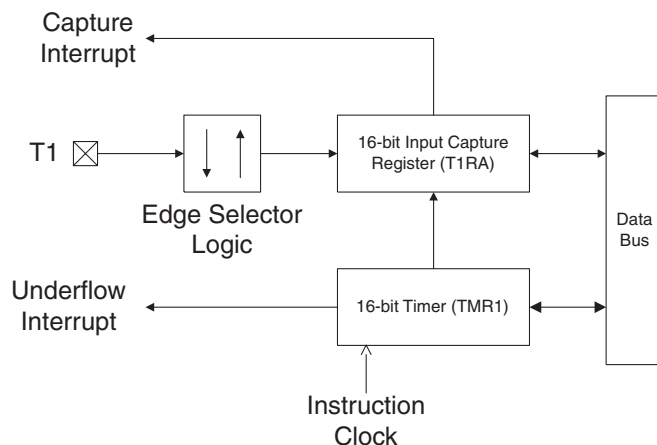 Capture
Interrupt
T1
Edge Selector
Logic
16-bit Input Capture
Register (T1RA)
Data
Bus
Underflow
Interrupt
16-bit Timer (TMR1)
Instruction
Clock